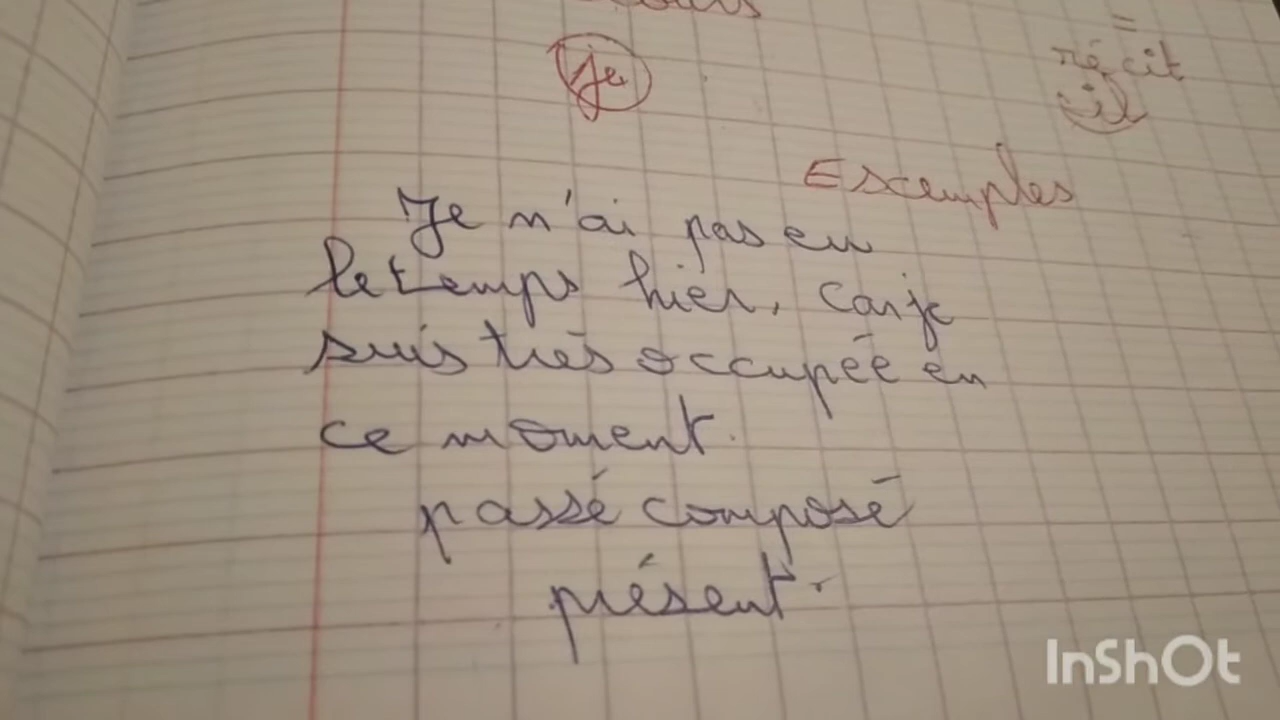 =
récit
je
il
Exemples
Je n'ai pas eu
le temps hier, car je
suis très occupée en
ce moment.
passé composé
présent.
InShOt